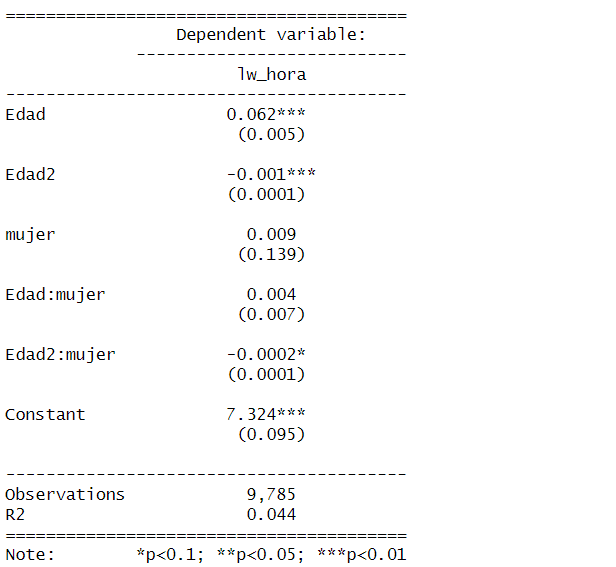 ========================================
Dependent variable:
---------------------------
lw_hora
----------------------------------------
Edad 0.062***
(0.005)
Edad2 -0.001***
(0.0001)
mujer 0.009
(0.139)
Edad:mujer 0.004
(0.007)
Edad2:mujer -0.0002*
(0.0001)
Constant 7.324***
(0.095)
----------------------------------------
Observations 9,785
R2 0.044
========================================
Note: *p<0.1; **p<0.05; ***p<0.01